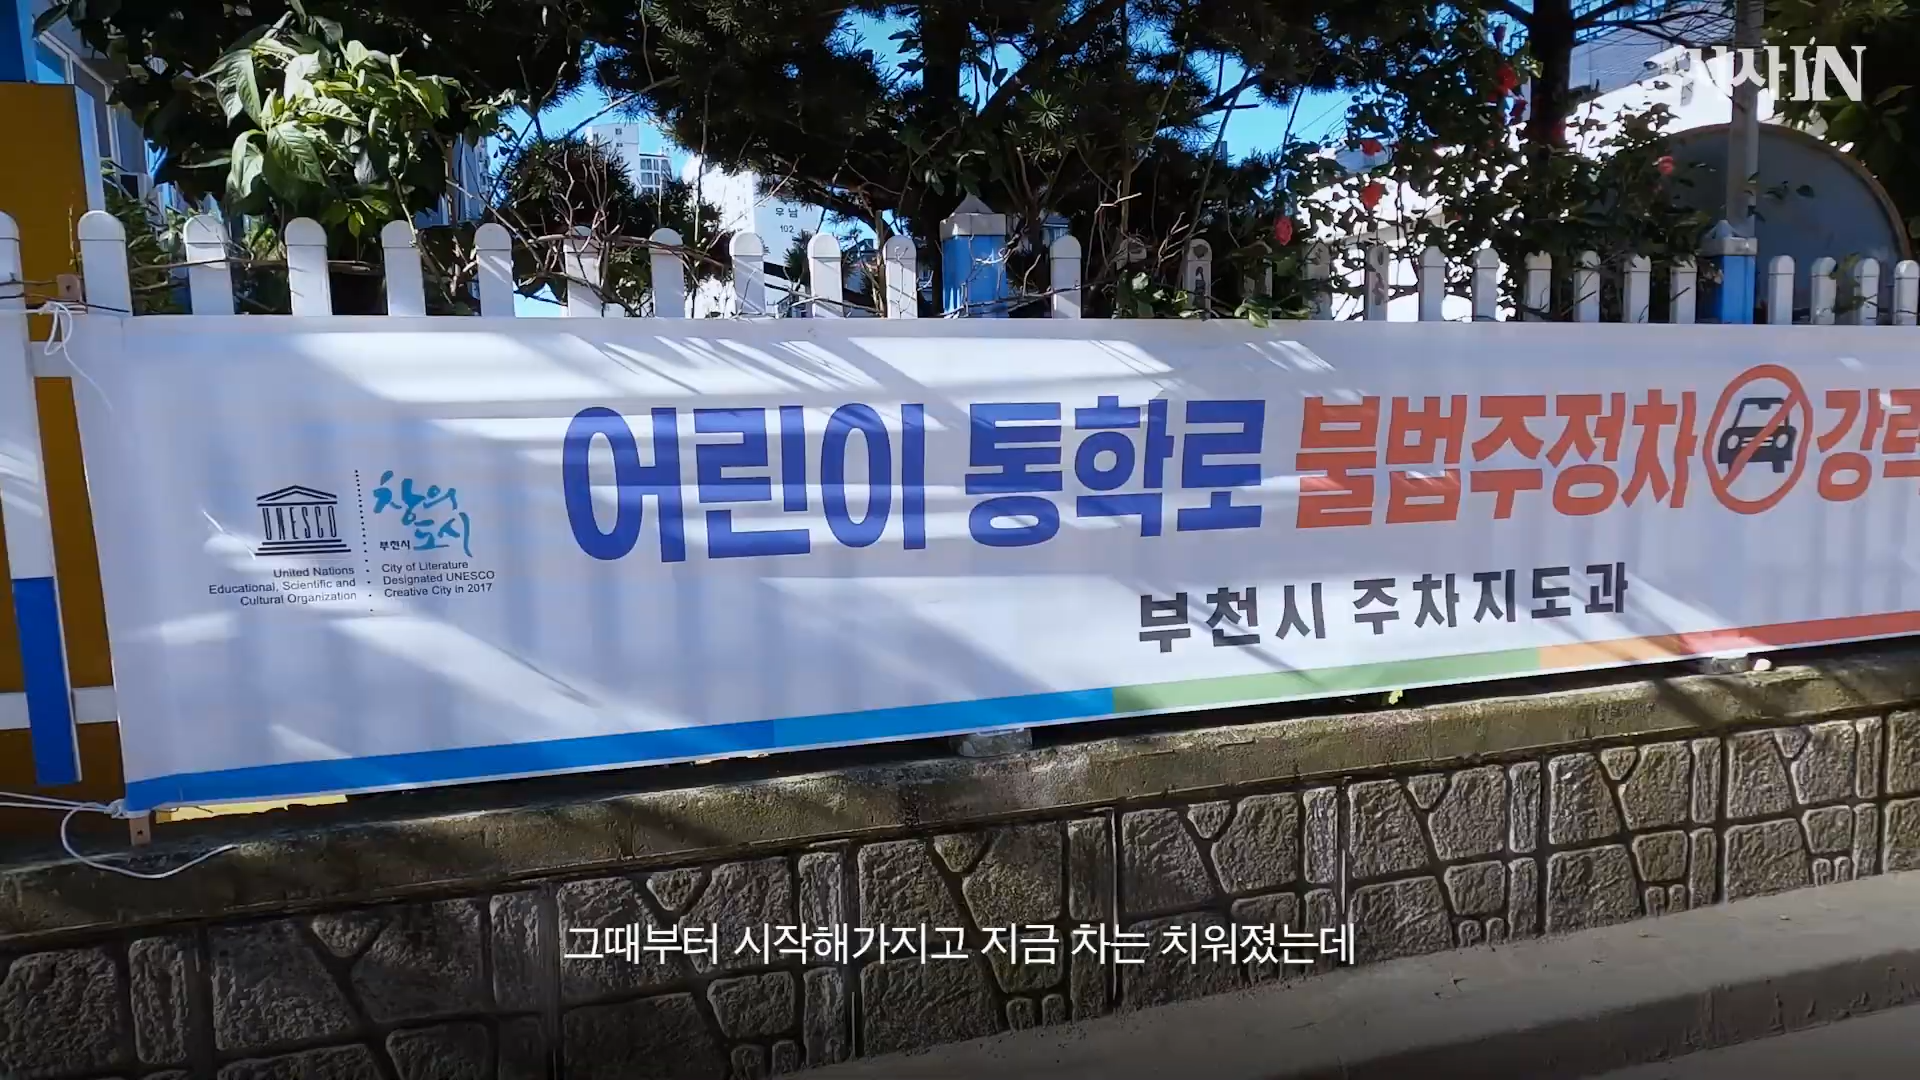 시사IN
우남
102
어린이 통학로 불법주정차 강력
UNESCO
창의
부천시 도시
United Nations
Educational, Scientific and
Cultural Organization
City of Literature
Designated UNESCO
Creative City in 2017
부천시 주차지도과
그때부터 시작해가지고 지금 차는 치워졌는데